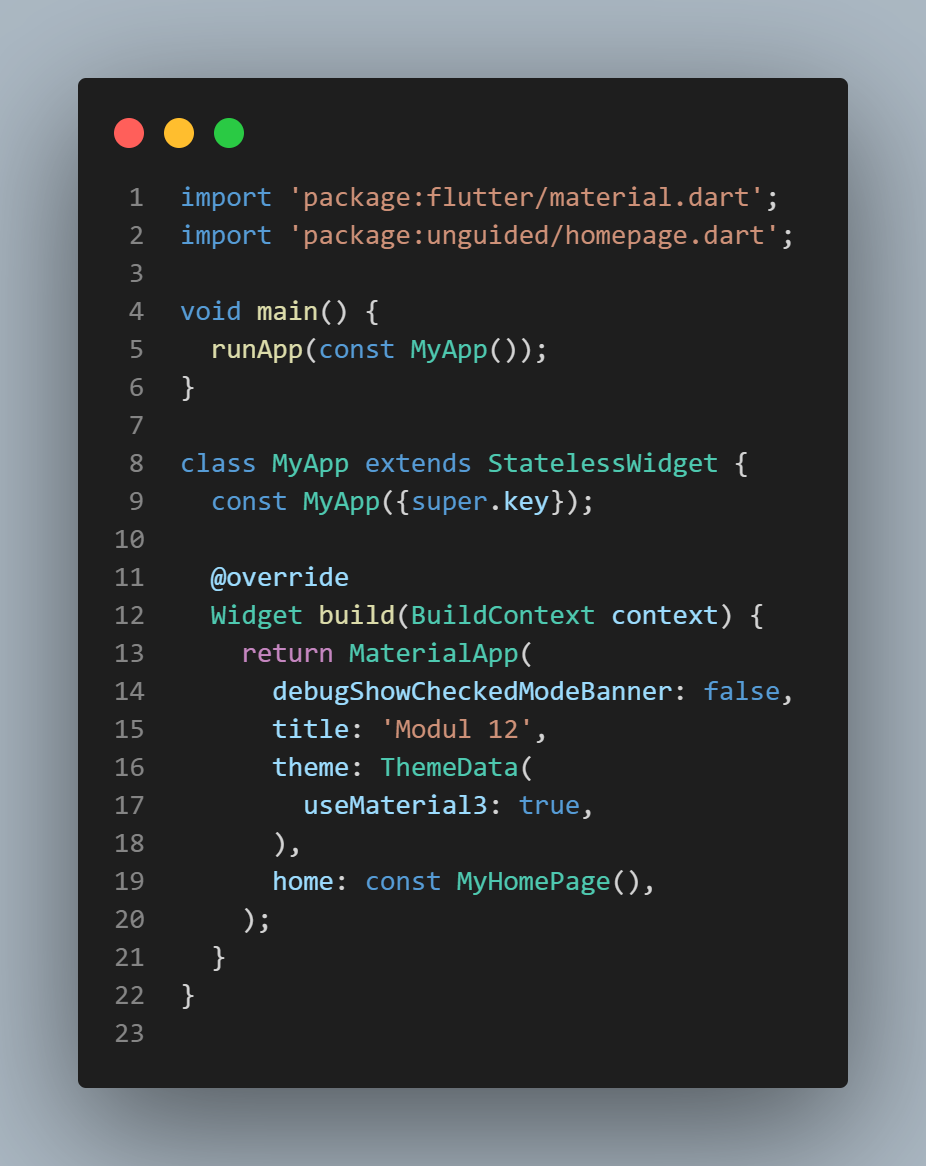 1 import 'package:flutter/material.dart';
2 import 'package:unguided/homepage.dart';
3
4 void main() {
5   runApp(const MyApp());
6 }
7
8 class MyApp extends StatelessWidget {
9   const MyApp({super.key});
10
11   @override
12   Widget build(BuildContext context) {
13     return MaterialApp(
14       debugShowCheckedModeBanner: false,
15       title: 'Modul 12',
16       theme: ThemeData(
17         useMaterial3: true,
18       ),
19       home: const MyHomePage(),
20     );
21   }
22 }
23